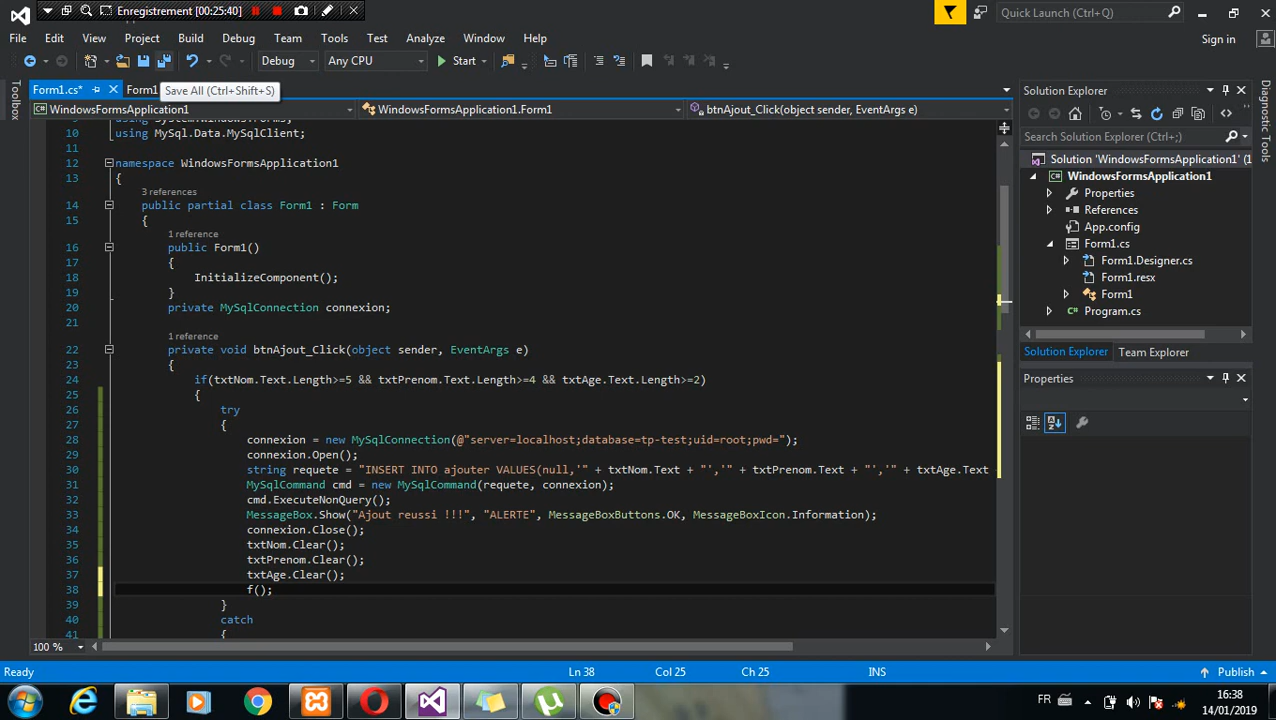 Enregistrement [00:25:40]
Quick Launch (Ctrl+Q)
File Edit View Project Build Debug Team Tools Test Analyze Window Help
Sign in
Debug Any CPU Start
Form1.cs* Form1
Save All (Ctrl+Shift+S)
WindowsFormsApplication1 WindowsFormsApplication1.Form1 btnAjout_Click(object sender, EventArgs e)
Toolbox
9 using System.Windows.Forms;
10 using MySql.Data.MySqlClient;
11
12 namespace WindowsFormsApplication1
13 {
3 references
14 public partial class Form1 : Form
15 {
1 reference
16 public Form1()
17 {
18 InitializeComponent();
19 }
20 private MySqlConnection connexion;
21
1 reference
22 private void btnAjout_Click(object sender, EventArgs e)
23 {
24 if(txtNom.Text.Length>=5 && txtPrenom.Text.Length>=4 && txtAge.Text.Length>=2)
25 {
26 try
27 {
28 connexion = new MySqlConnection(@"server=localhost;database=tp-test;uid=root;pwd=");
29 connexion.Open();
30 string requete = "INSERT INTO ajouter VALUES(null,'" + txtNom.Text + "','" + txtPrenom.Text + "','" + txtAge.Text
31 MySqlCommand cmd = new MySqlCommand(requete, connexion);
32 cmd.ExecuteNonQuery();
33 MessageBox.Show("Ajout reussi !!!", "ALERTE", MessageBoxButtons.OK, MessageBoxIcon.Information);
34 connexion.Close();
35 txtNom.Clear();
36 txtPrenom.Clear();
37 txtAge.Clear();
38 f();
39 }
40 catch
41 {
100 %
Solution Explorer
Search Solution Explorer (Ctrl+;)
Solution 'WindowsFormsApplication1' (1
WindowsFormsApplication1
Properties
References
App.config
Form1.cs
Form1.Designer.cs
Form1.resx
Form1
Program.cs
Solution Explorer Team Explorer
Properties
Diagnostic Tools
Ready Ln 38 Col 25 Ch 25 INS Publish
FR
16:38
14/01/2019